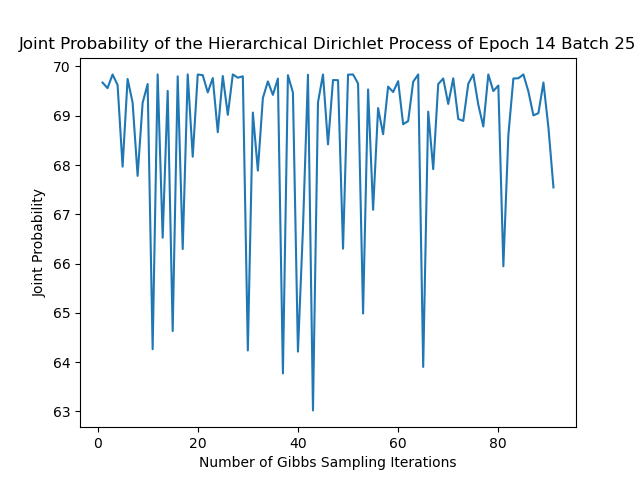 Joint Probability of the Hierarchical Dirichlet Process of Epoch 14 Batch 25
70
69
68
67
66
65
64
63
Joint Probability
0 20 40 60 80
Number of Gibbs Sampling Iterations